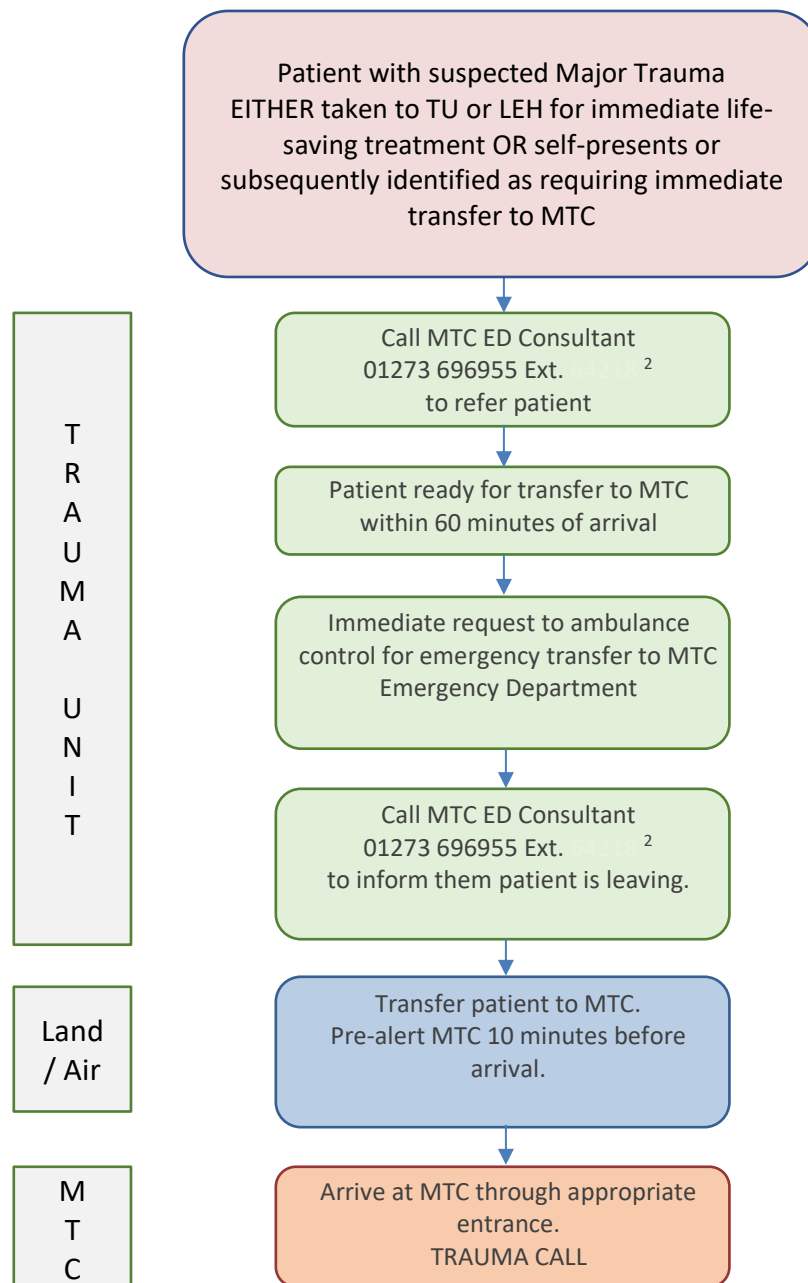 Patient with suspected Major Trauma
EITHER taken to TU or LEH for immediate life-
saving treatment OR self-presents or
subsequently identified as requiring immediate
transfer to MTC
T
R
A
U
M
A
U
N
I
T
Call MTC ED Consultant
01273 696955 Ext. 2
to refer patient
Patient ready for transfer to MTC
within 60 minutes of arrival
Immediate request to ambulance
control for emergency transfer to MTC
Emergency Department
Call MTC ED Consultant
01273 696955 Ext. 2
to inform them patient is leaving.
Land
/ Air
Transfer patient to MTC.
Pre-alert MTC 10 minutes before
arrival.
M
T
C
Arrive at MTC through appropriate
entrance.
TRAUMA CALL